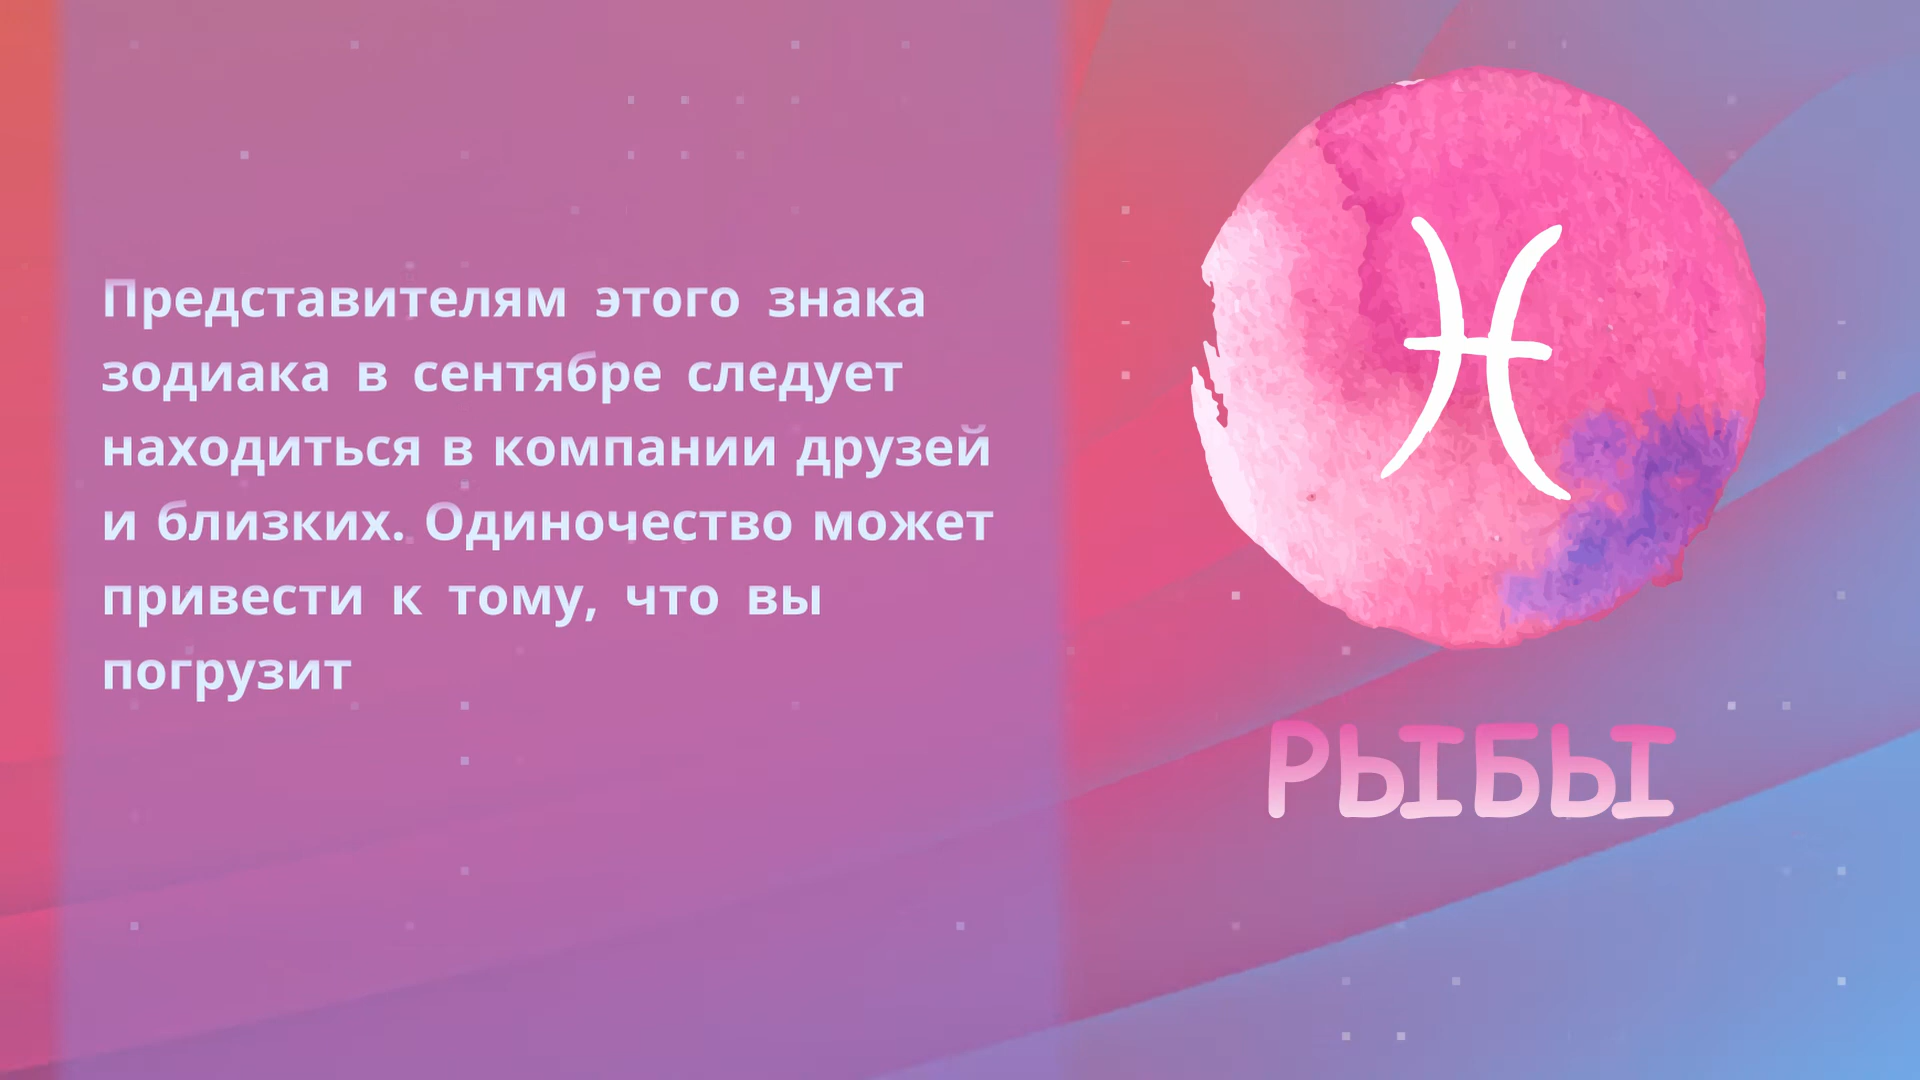 Представителям этого знака
зодиака в сентябре следует
находиться в компании друзей
и близких. Одиночество может
привести к тому, что вы
погрузит
РЫБЫ